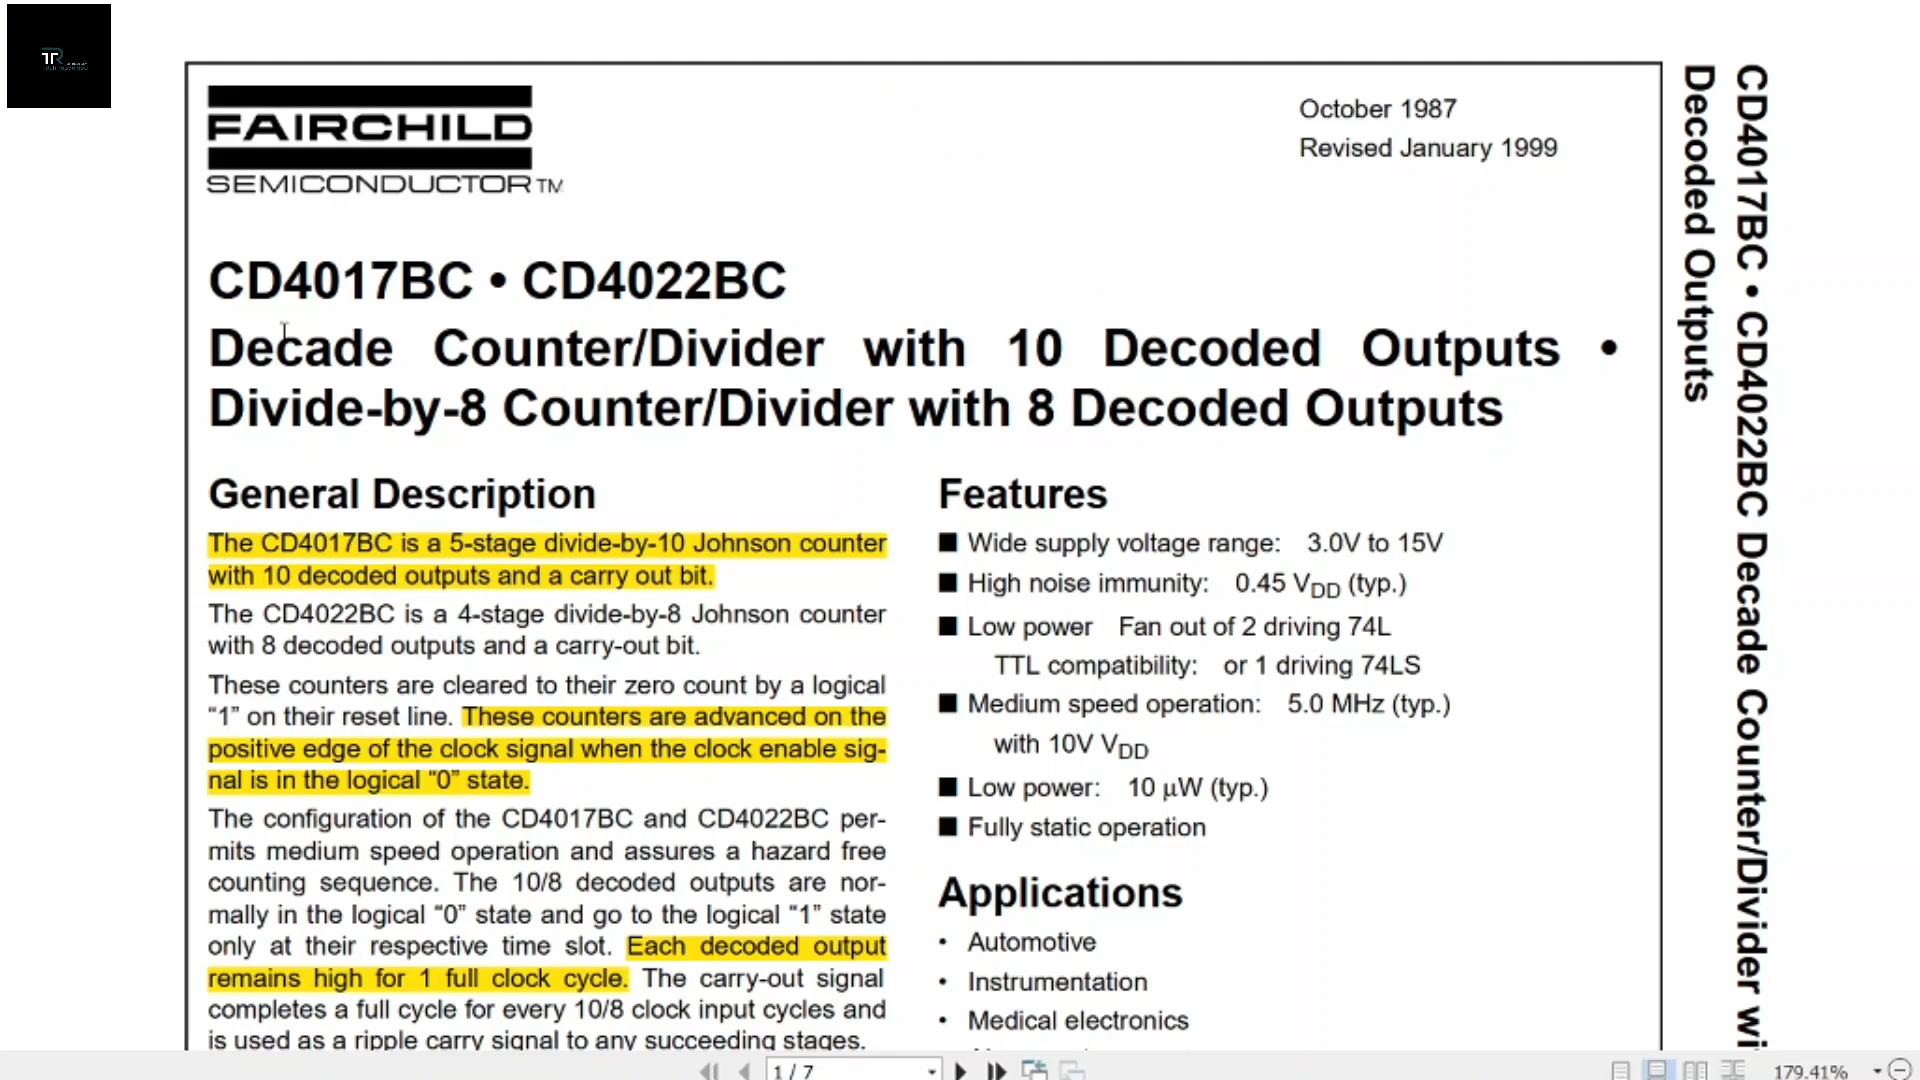 TR
FAIRCHILD
SEMICONDUCTOR TM
October 1987
Revised January 1999
CD4017BC • CD4022BC
Decade Counter/Divider with 10 Decoded Outputs •
Divide-by-8 Counter/Divider with 8 Decoded Outputs
General Description
The CD4017BC is a 5-stage divide-by-10 Johnson counter
with 10 decoded outputs and a carry out bit.
The CD4022BC is a 4-stage divide-by-8 Johnson counter
with 8 decoded outputs and a carry-out bit.
These counters are cleared to their zero count by a logical
“1” on their reset line. These counters are advanced on the
positive edge of the clock signal when the clock enable sig-
nal is in the logical “0” state.
The configuration of the CD4017BC and CD4022BC per-
mits medium speed operation and assures a hazard free
counting sequence. The 10/8 decoded outputs are nor-
mally in the logical “0” state and go to the logical “1” state
only at their respective time slot. Each decoded output
remains high for 1 full clock cycle. The carry-out signal
completes a full cycle for every 10/8 clock input cycles and
is used as a ripple carry signal to any succeeding stages.
Features
■ Wide supply voltage range: 3.0V to 15V
■ High noise immunity: 0.45 VDD (typ.)
■ Low power Fan out of 2 driving 74L
TTL compatibility: or 1 driving 74LS
■ Medium speed operation: 5.0 MHz (typ.)
with 10V VDD
■ Low power: 10 μW (typ.)
■ Fully static operation
Applications
• Automotive
• Instrumentation
• Medical electronics
CD4017BC • CD4022BC Decade Counter/Divider wi
Decoded Outputs
1 / 7
179.41%